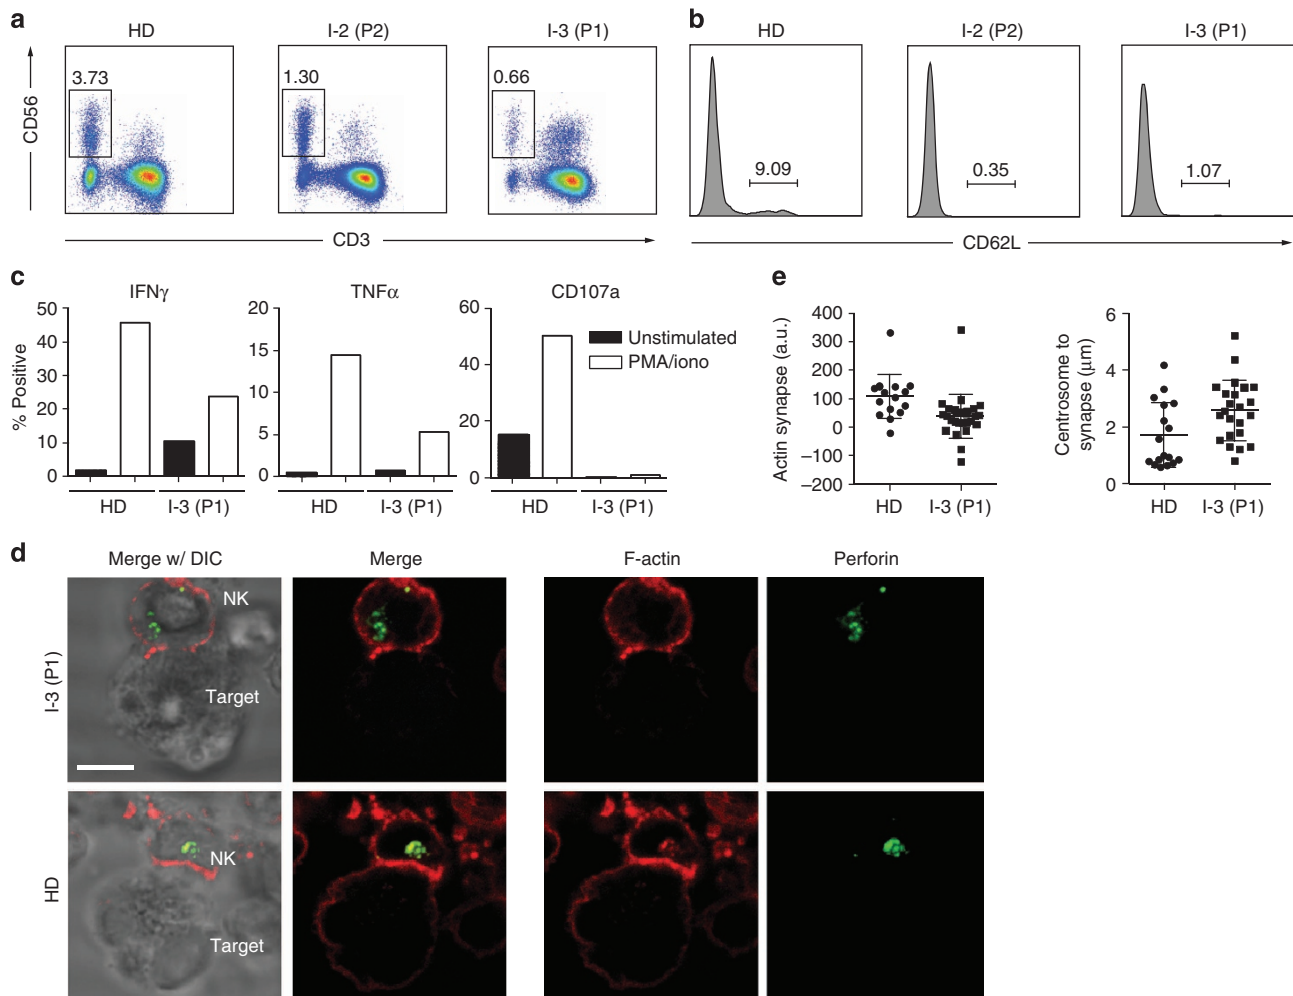 a
HD
I-2 (P2)
I-3 (P1)
3.73
1.30
0.66
CD56
CD3
b
HD
I-2 (P2)
I-3 (P1)
9.09
0.35
1.07
CD62L
c
IFNγ
TNFα
CD107a
% Positive
50
40
30
20
10
0
20
15
10
5
0
60
40
20
0
Unstimulated
PMA/iono
HD
I-3 (P1)
HD
I-3 (P1)
HD
I-3 (P1)
e
Actin synapse (a.u.)
400
300
200
100
0
–100
–200
HD
I-3 (P1)
Centrosome to
synapse (μm)
6
4
2
0
HD
I-3 (P1)
d
Merge w/ DIC
Merge
F-actin
Perforin
I-3 (P1)
NK
Target
HD
NK
Target